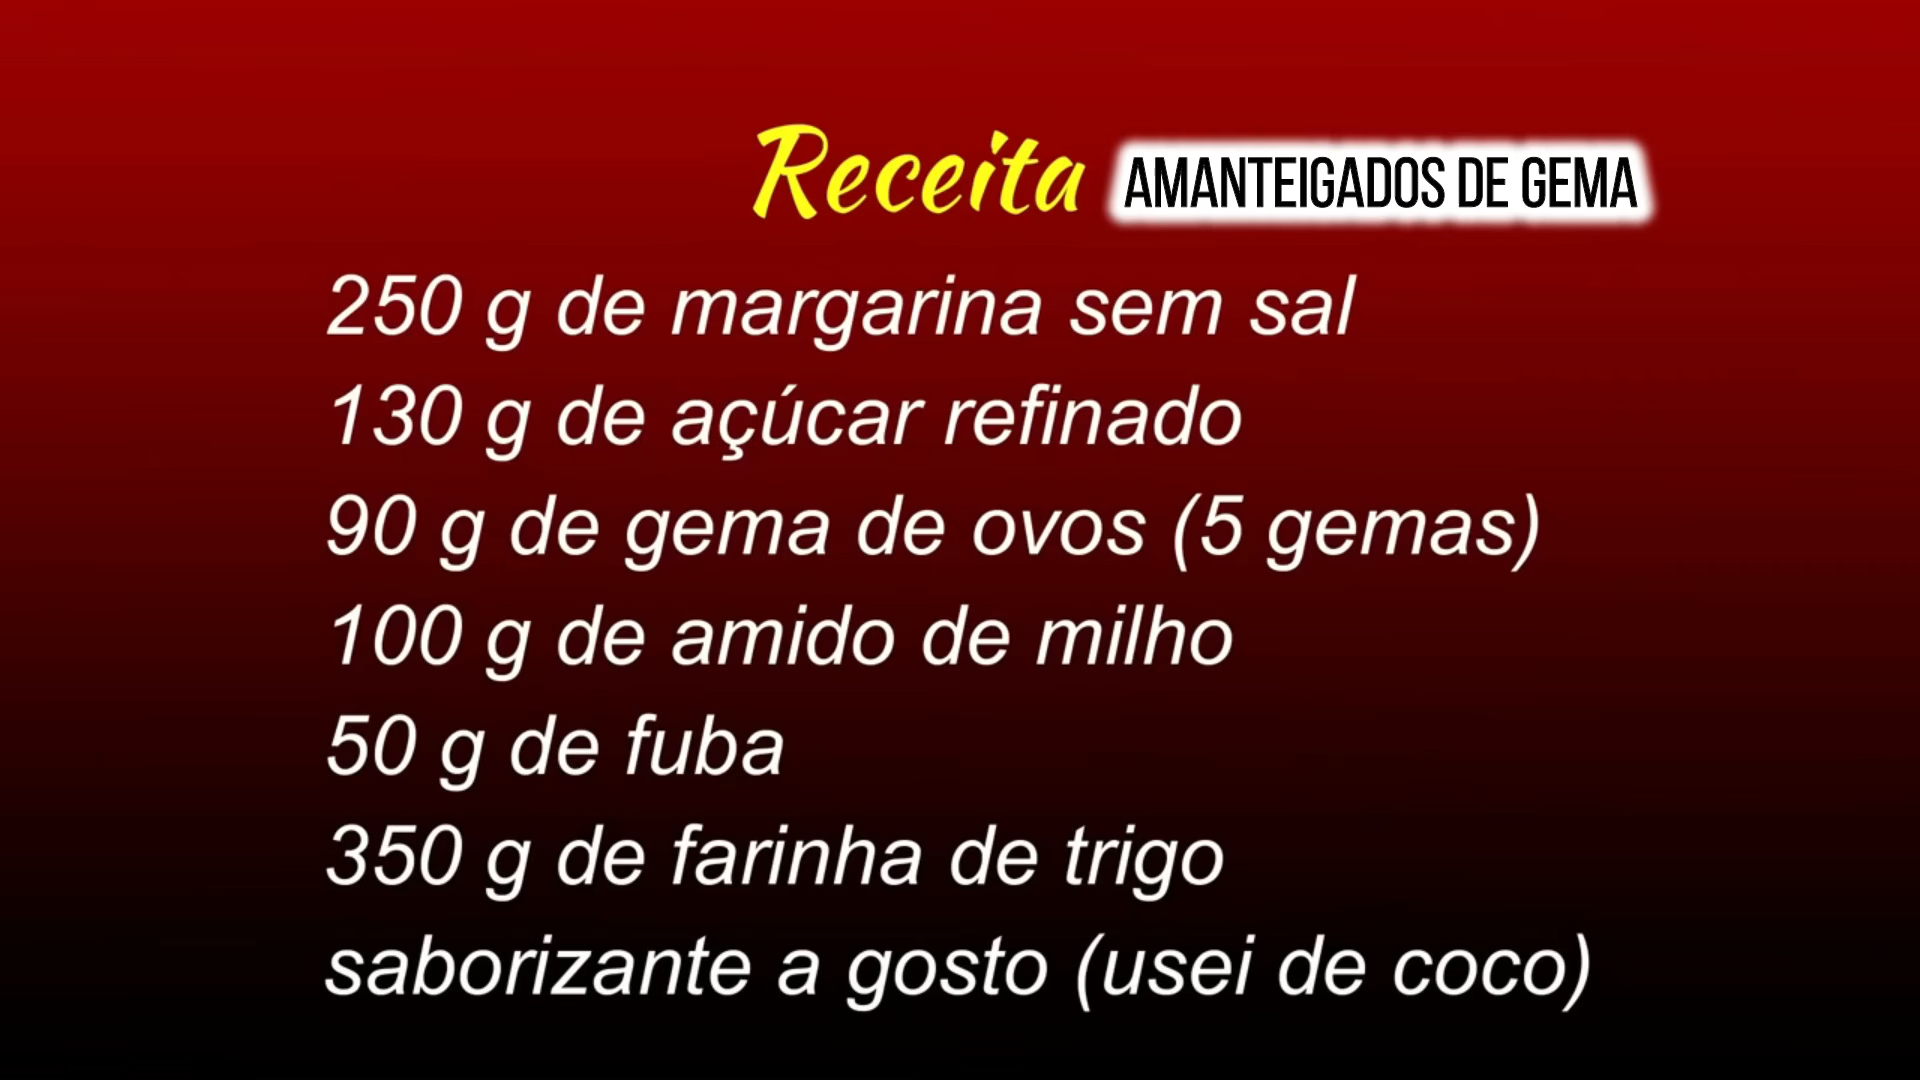 Receita AMANTEIGADOS DE GEMA
250 g de margarina sem sal
130 g de açúcar refinado
90 g de gema de ovos (5 gemas)
100 g de amido de milho
50 g de fuba
350 g de farinha de trigo
saborizante a gosto (usei de coco)